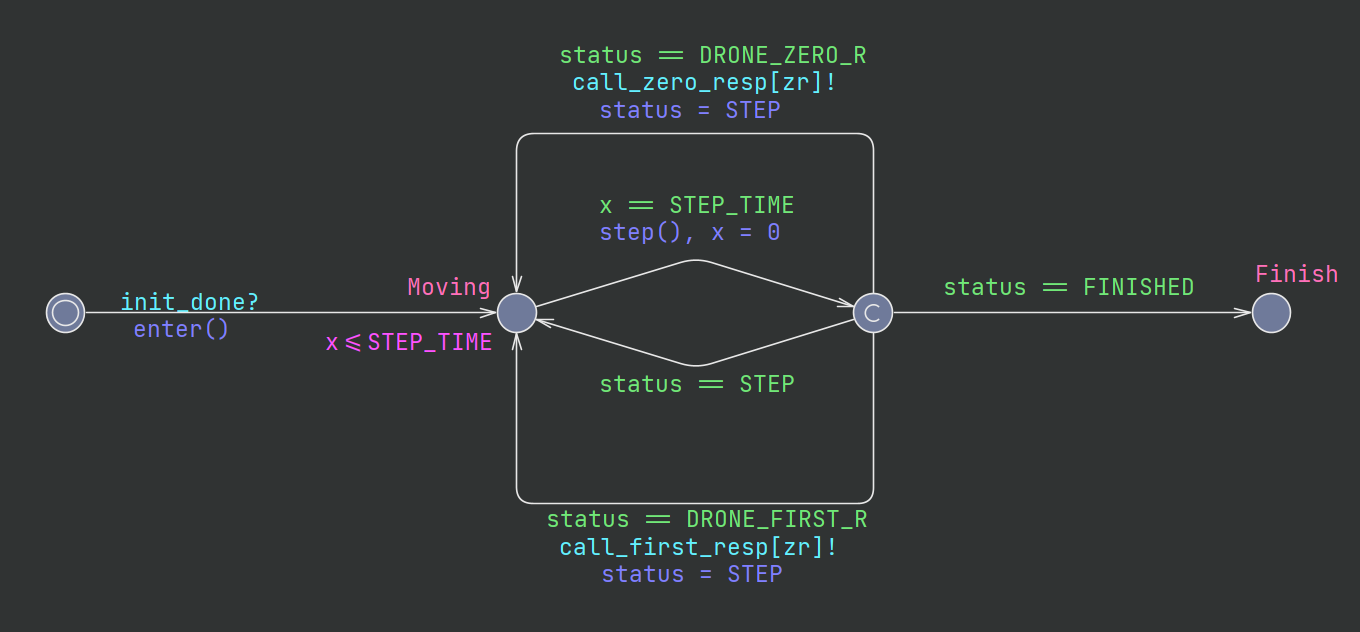 status == DRONE_ZERO_R
call_zero_resp[zr]!
status = STEP
x == STEP_TIME
step(), x = 0
Moving
init_done?
enter()
x<=STEP_TIME
C
status == FINISHED
Finish
status == STEP
status == DRONE_FIRST_R
call_first_resp[zr]!
status = STEP